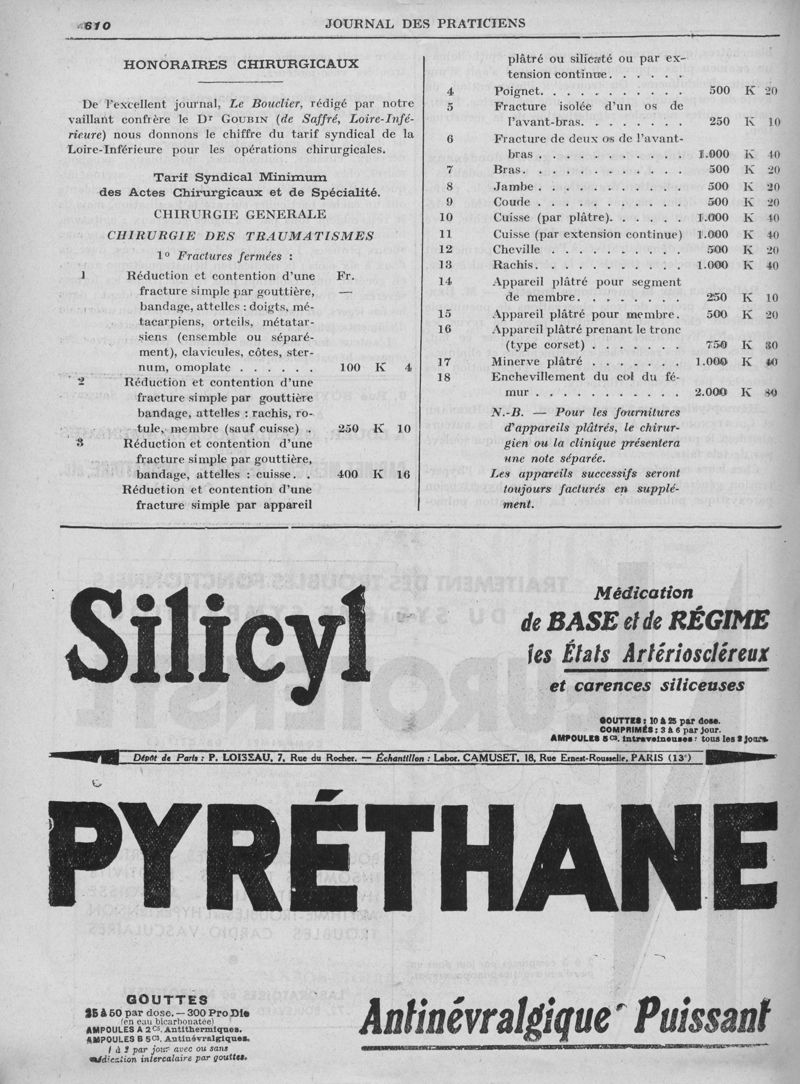 610
JOURNAL DES PRATICIENS
HONORAIRES CHIRURGICAUX
De l'excellent journal, Le Bouclier, rédigé par notre
vaillant confrère le Dr GOUBIN (de Saffré, Loire-Infé-
rieure) nous donnons le chiffre du tarif syndical de la
Loire-Inférieure pour les opérations chirurgicales.
Tarif Syndical Minimum
des Actes Chirurgicaux et de Spécialité.
CHIRURGIE GENERALE
CHIRURGIE DES TRAUMATISMES
1º Fractures fermées :
1 Réduction et contention d'une Fr.
fracture simple par gouttière, —
bandage, attelles : doigts, mé-
tacarpiens, orteils, métatar-
siens (ensemble ou séparé-
ment), clavicules, côtes, ster-
num, omoplate . . . . . . 100 K 4
2 Réduction et contention d'une
fracture simple par gouttière
bandage, attelles : rachis, ro-
tule, membre (sauf cuisse) . . 250 K 10
3 Réduction et contention d'une
fracture simple par gouttière,
bandage, attelles : cuisse. . . 400 K 16
Réduction et contention d'une
fracture simple par appareil
plâtré ou silicaté ou par ex-
tension continue. . . . . .
4 Poignet. . . . . . . . . . . 500 K 20
5 Fracture isolée d'un os de
l'avant-bras. . . . . . . . 250 K 10
6 Fracture de deux os de l'avant-
bras . . . . . . . . . . . 1.000 K 40
7 Bras. . . . . . . . . . . . 500 K 20
8 Jambe . . . . . . . . . . . 500 K 20
9 Coude . . . . . . . . . . . 500 K 20
10 Cuisse (par plâtre). . . . . . 1.000 K 40
11 Cuisse (par extension continue) 1.000 K 40
12 Cheville . . . . . . . . . . 500 K 20
13 Rachis. . . . . . . . . . . 1.000 K 40
14 Appareil plâtré pour segment
de membre. . . . . . . . 250 K 10
15 Appareil plâtré pour membre. 500 K 20
16 Appareil plâtré prenant le tronc
(type corset) . . . . . . . 750 K 30
17 Minerve plâtré . . . . . . . 1.000 K 40
18 Enchevillement du col du fé-
mur . . . . . . . . . . . 2.000 K 80
N.-B. — Pour les fournitures
d'appareils plâtrés, le chirur-
gien ou la clinique présentera
une note séparée.
Les appareils successifs seront
toujours facturés en supplé-
ment.
Silicyl
Médication
de BASE et de RÉGIME
des États Artérioscléreux
et carences siliceuses
GOUTTES : 10 à 25 par dose.
COMPRIMÉS : 3 à 6 par jour.
AMPOULES 5 cs. intraveineuses : tous les 2 jours.
Dépôt de Paris : P. LOISEAU, 7, Rue du Rocher. — Échantillon : Labor. CAMUSET, 18, Rue Ernest-Rousselle, PARIS (13e)
PYRÉTHANE
GOUTTES
25 à 50 par dose. — 300 Pro Die
(en eau bicarbonatée)
AMPOULES A 2 cs. Antithermiques.
AMPOULES B 5 cs. Antinévralgiques.
1 à 2 par jour avec ou sans
médication intercalaire par gouttes.
Antinévralgique Puissant